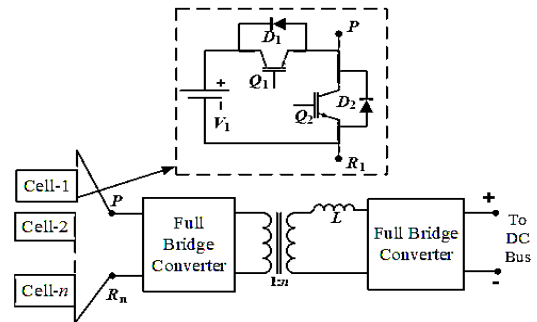 P
D1
Q1
D2
Q2
+
V1
R1
Cell-1
Cell-2
Cell-n
P
Rn
Full
Bridge
Converter
1:n
L
Full Bridge
Converter
+
To
DC
Bus
-